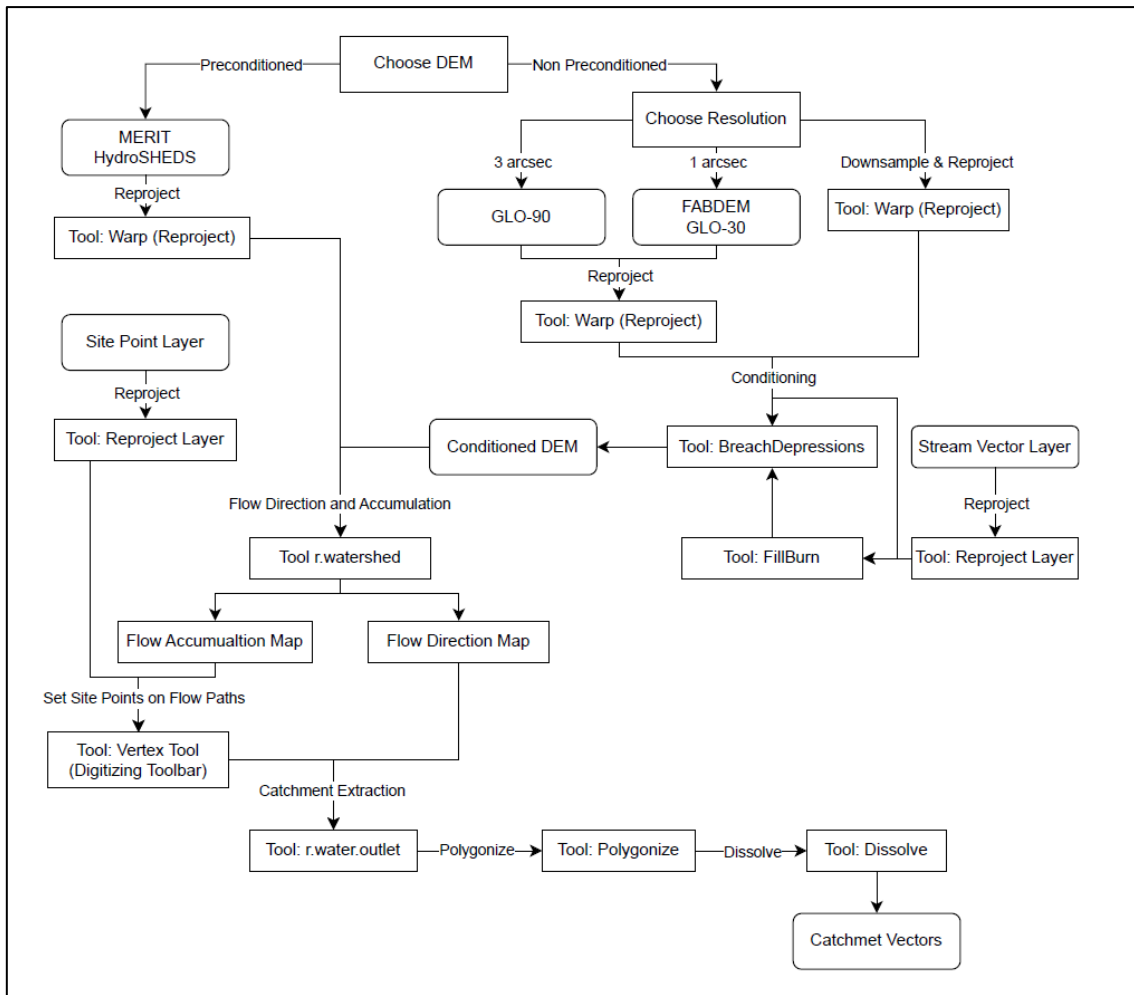 Choose DEM
Preconditioned
Non Preconditioned
Choose Resolution
MERIT
HydroSHEDS
3 arcsec
1 arcsec
Downsample & Reproject
Reproject
GLO-90
FABDEM
GLO-30
Tool: Warp (Reproject)
Tool: Warp (Reproject)
Reproject
Tool: Warp (Reproject)
Site Point Layer
Conditioning
Reproject
Tool: Reproject Layer
Conditioned DEM
Tool: BreachDepressions
Stream Vector Layer
Flow Direction and Accumulation
Reproject
Tool r.watershed
Tool: FillBurn
Tool: Reproject Layer
Flow Accumualtion Map
Flow Direction Map
Set Site Points on Flow Paths
Tool: Vertex Tool
(Digitizing Toolbar)
Catchment Extraction
Tool: r.water.outlet
Polygonize
Tool: Polygonize
Dissolve
Tool: Dissolve
Catchmet Vectors